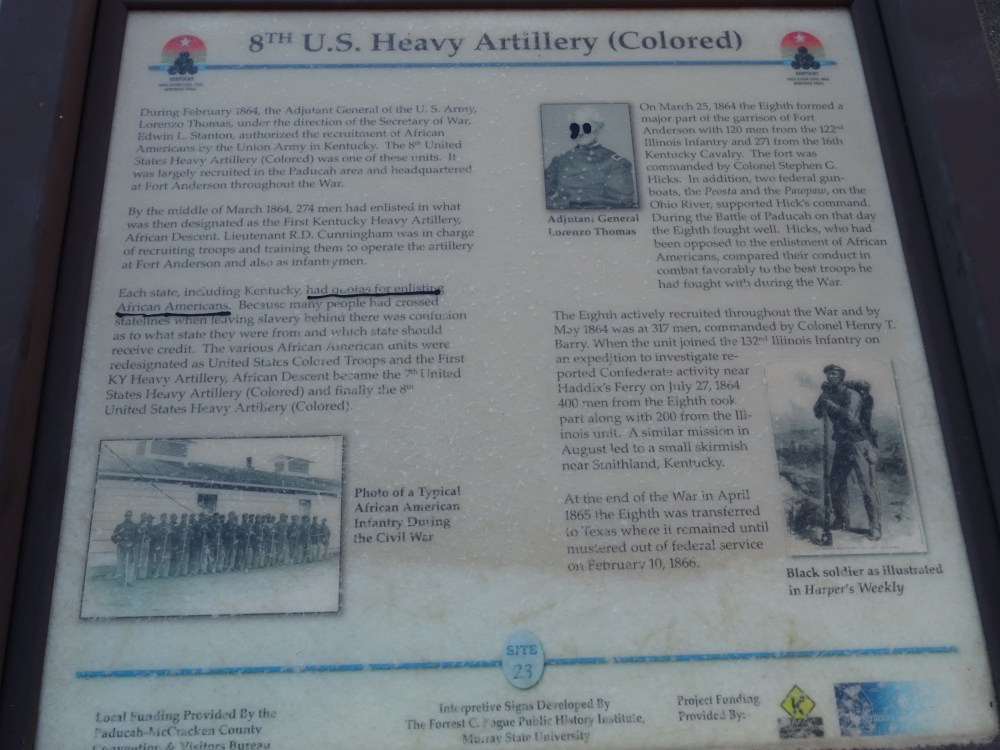 8TH U.S. Heavy Artillery (Colored)
KENTUCKY
KENTUCKY
During February 1864, the Adjutant General of the U. S. Army,
Lorenzo Thomas, under the direction of the Secretary of War,
Edwin L. Stanton, authorized the recruitment of African
Americans by the Union Army in Kentucky. The 8th United
States Heavy Artillery (Colored) was one of these units. It
was largely recruited in the Paducah area and headquartered
at Fort Anderson throughout the War.
By the middle of March 1864, 274 men had enlisted in what
was then designated as the First Kentucky Heavy Artillery,
African Descent. Lieutenant R.D. Cunningham was in charge
of recruiting troops and training them to operate the artillery
at Fort Anderson and also as infantrymen.
Each state, including Kentucky, had quotas for enlisting
African Americans. Because many people had crossed
statelines when leaving slavery behind there was confusion
as to what state they were from and which state should
receive credit. The various African American units were
redesignated as United States Colored Troops and the First
KY Heavy Artillery, African Descent became the 7th United
States Heavy Artillery (Colored) and finally the 8th
United States Heavy Artillery (Colored).
Photo of a Typical
African American
Infantry During
the Civil War
Adjutant General
Lorenzo Thomas
On March 25, 1864 the Eighth formed a
major part of the garrison of Fort
Anderson with 120 men from the 122nd
Illinois Infantry and 271 from the 16th
Kentucky Cavalry. The fort was
commanded by Colonel Stephen G.
Hicks. In addition, two federal gun-
boats, the Peosta and the Pawpaw, on the
Ohio River, supported Hick's command.
During the Battle of Paducah on that day
the Eighth fought well. Hicks, who had
been opposed to the enlistment of African
Americans, compared their conduct in
combat favorably to the best troops he
had fought with during the War.
The Eighth actively recruited throughout the War and by
May 1864 was at 317 men, commanded by Colonel Henry T.
Barry. When the unit joined the 132nd Illinois Infantry on
an expedition to investigate re-
ported Confederate activity near
Haddix's Ferry on July 27, 1864
400 men from the Eighth took
part along with 200 from the Illi-
nois unit. A similar mission in
August led to a small skirmish
near Smithland, Kentucky.
At the end of the War in April
1865 the Eighth was transferred
to Texas where it remained until
mustered out of federal service
on February 10, 1866.
Black soldier as illustrated
in Harper's Weekly
SITE
23
Local Funding Provided By the
Paducah-McCracken County
Convention & Visitors Bureau
Interpretive Signs Developed By
The Forrest C. Pogue Public History Institute,
Murray State University
Project Funding
Provided By: